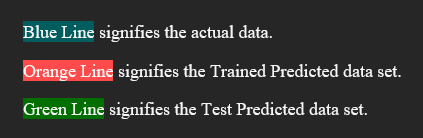 Blue Line signifies the actual data.
Orange Line signifies the Trained Predicted data set.
Green Line signifies the Test Predicted data set.